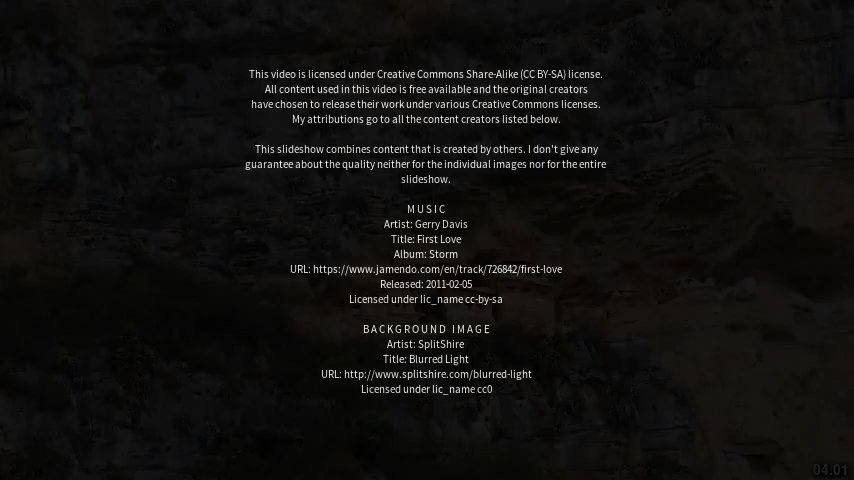 This video is licensed under Creative Commons Share-Alike (CC BY-SA) license.
All content used in this video is free available and the original creators
have chosen to release their work under various Creative Commons licenses.
My attributions go to all the content creators listed below.
This slideshow combines content that is created by others. I don't give any
guarantee about the quality neither for the individual images nor for the entire
slideshow.
MUSIC
Artist: Gerry Davis
Title: First Love
Album: Storm
URL: https://www.jamendo.com/en/track/726842/first-love
Released: 2011-02-05
Licensed under lic_name cc-by-sa
BACKGROUND IMAGE
Artist: SplitShire
Title: Blurred Light
URL: http://www.splitshire.com/blurred-light
Licensed under lic_name cc0
04.01